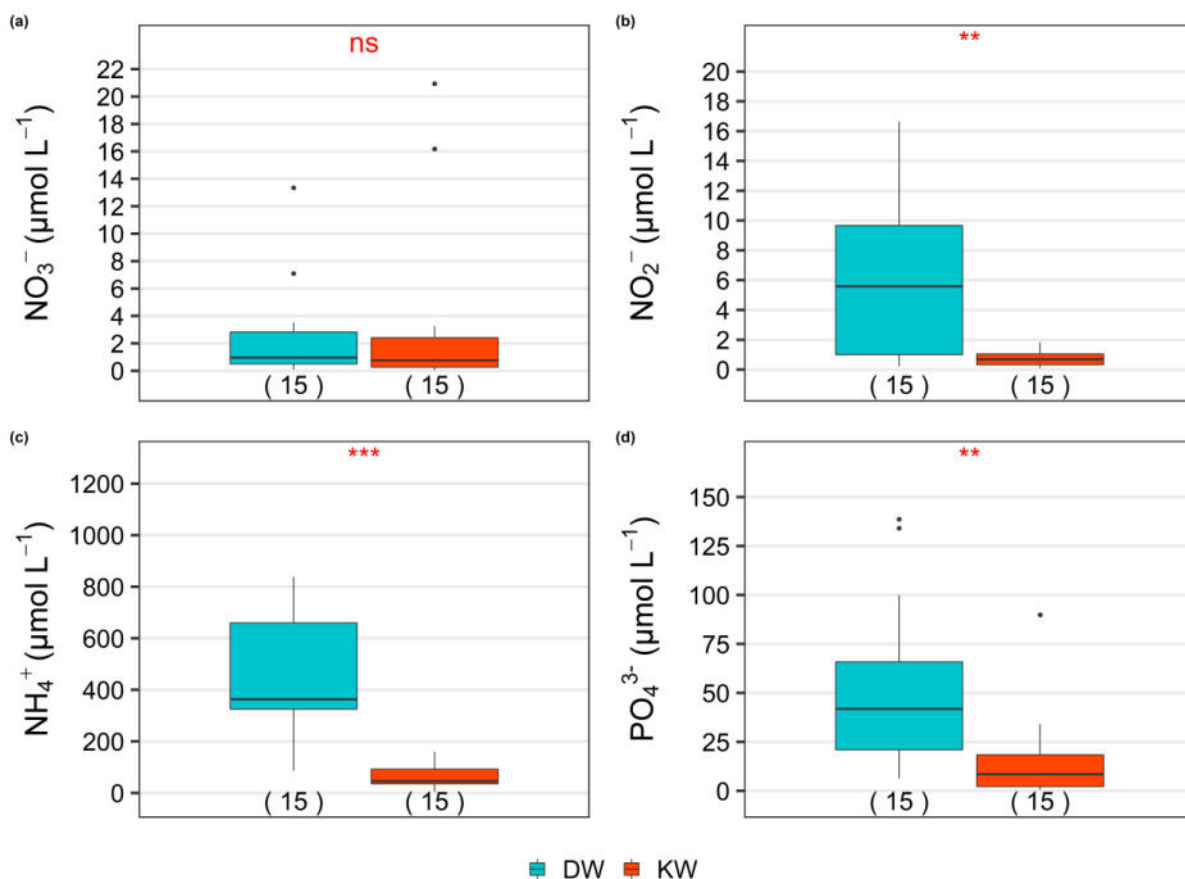 (a)
ns
NO₃⁻ (µmol L⁻¹)
22
20
18
16
14
12
10
8
6
4
2
0
( 15 ) ( 15 )
(b)
**
NO₂⁻ (µmol L⁻¹)
20
18
16
14
12
10
8
6
4
2
0
( 15 ) ( 15 )
(c)
***
NH₄⁺ (µmol L⁻¹)
1200
1000
800
600
400
200
0
( 15 ) ( 15 )
(d)
**
PO₄³⁻ (µmol L⁻¹)
150
125
100
75
50
25
0
( 15 ) ( 15 )
DW KW